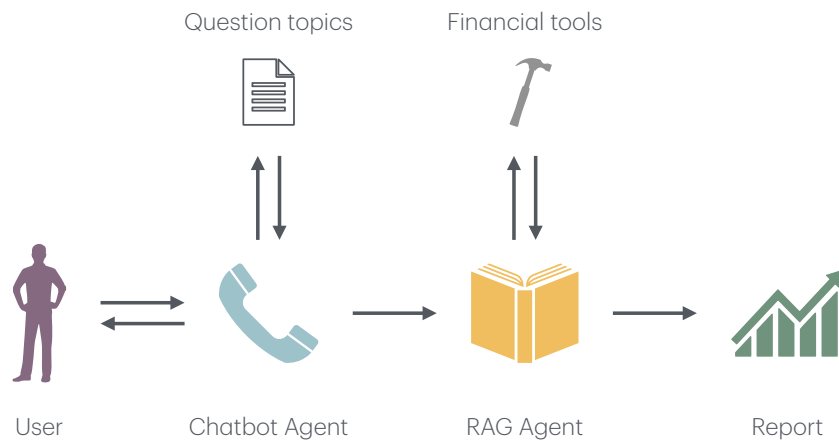 Question topics
Financial tools
User
Chatbot Agent
RAG Agent
Report